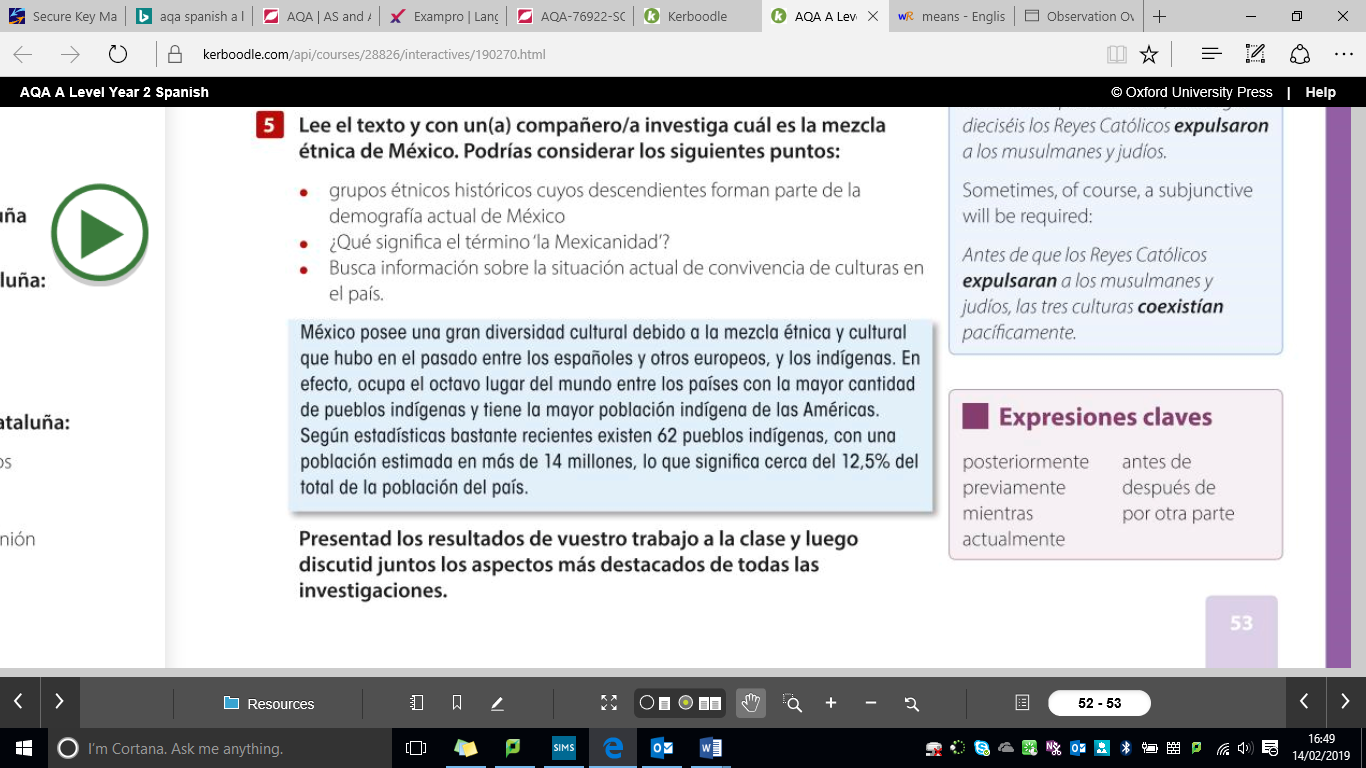 Secure Key Ma
aqa spanish a l
AQA | AS and A
Exampro | Lang
AQA-76922-SC
Kerboodle
AQA A Lev
means - Englis
Observation Ov
kerboodle.com/api/courses/28826/interactives/190270.html
AQA A Level Year 2 Spanish
© Oxford University Press | Help
uña
luña:
ataluña:
os
nión
5 Lee el texto y con un(a) compañero/a investiga cuál es la mezcla
étnica de México. Podrías considerar los siguientes puntos:
• grupos étnicos históricos cuyos descendientes forman parte de la
demografía actual de México
• ¿Qué significa el término ‘la Mexicanidad’?
• Busca información sobre la situación actual de convivencia de culturas en
el país.
México posee una gran diversidad cultural debido a la mezcla étnica y cultural
que hubo en el pasado entre los españoles y otros europeos, y los indígenas. En
efecto, ocupa el octavo lugar del mundo entre los países con la mayor cantidad
de pueblos indígenas y tiene la mayor población indígena de las Américas.
Según estadísticas bastante recientes existen 62 pueblos indígenas, con una
población estimada en más de 14 millones, lo que significa cerca del 12,5% del
total de la población del país.
Presentad los resultados de vuestro trabajo a la clase y luego
discutid juntos los aspectos más destacados de todas las
investigaciones.
dieciséis los Reyes Católicos expulsaron
a los musulmanes y judíos.
Sometimes, of course, a subjunctive
will be required:
Antes de que los Reyes Católicos
expulsaran a los musulmanes y
judíos, las tres culturas coexistían
pacíficamente.
Expresiones claves
posteriormente
previamente
mientras
actualmente
antes de
después de
por otra parte
53
Resources
52 - 53
I'm Cortana. Ask me anything.
SIMS
16:49
14/02/2019